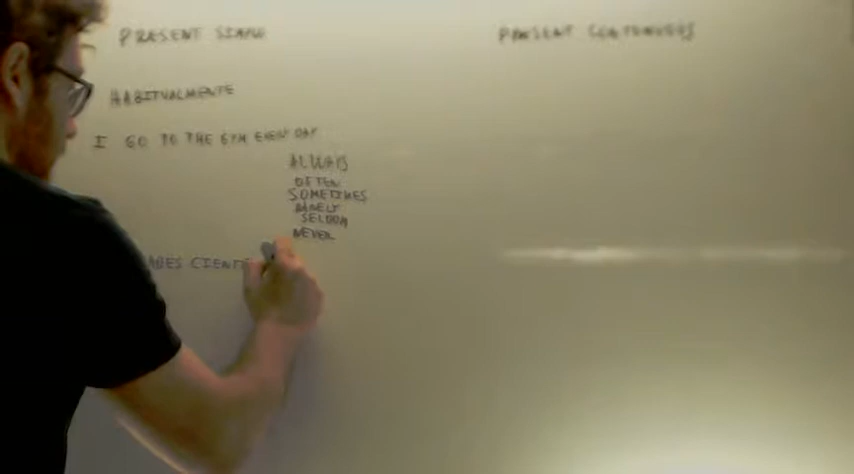 PRESENT SIMPLE
PRESENT CONTINUOUS
HABITUALMENTE
I GO TO THE GYM EVERY DAY
ALWAYS
OFTEN
SOMETIMES
RARELY
SELDOM
NEVER